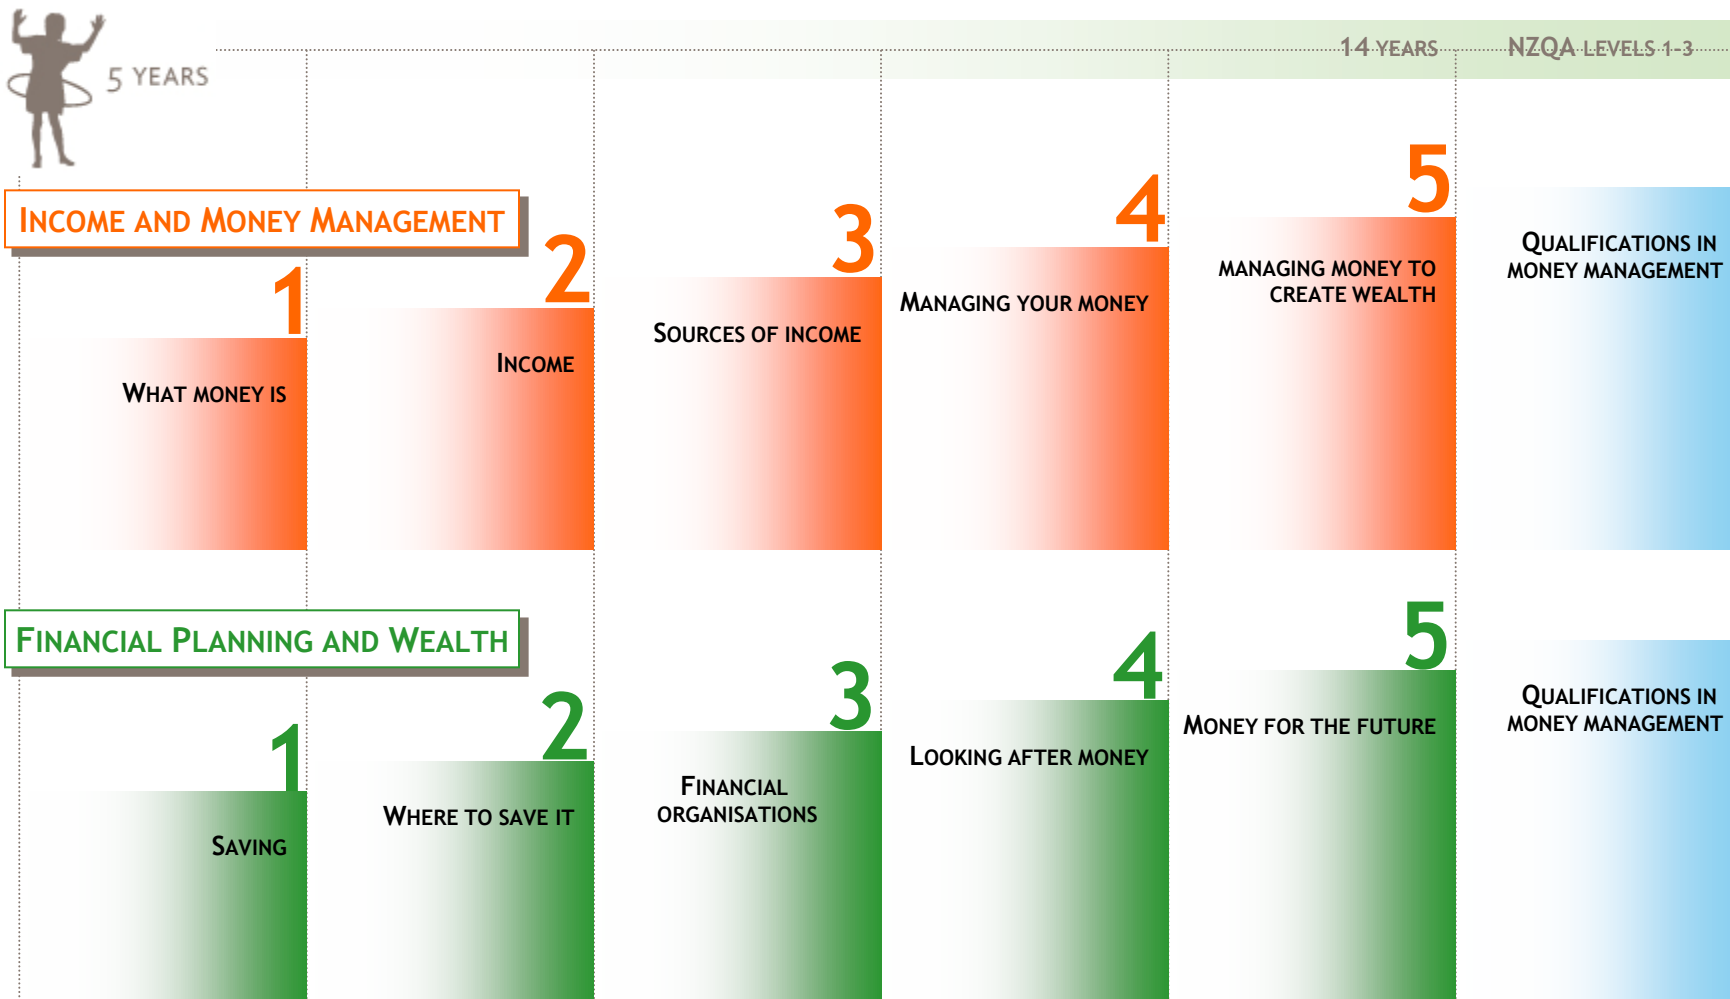 5 YEARS
14 YEARS
NZQA LEVELS 1-3
INCOME AND MONEY MANAGEMENT
1
WHAT MONEY IS
2
INCOME
3
SOURCES OF INCOME
4
MANAGING YOUR MONEY
5
MANAGING MONEY TO
CREATE WEALTH
QUALIFICATIONS IN
MONEY MANAGEMENT
FINANCIAL PLANNING AND WEALTH
1
SAVING
2
WHERE TO SAVE IT
3
FINANCIAL
ORGANISATIONS
4
LOOKING AFTER MONEY
5
MONEY FOR THE FUTURE
QUALIFICATIONS IN
MONEY MANAGEMENT